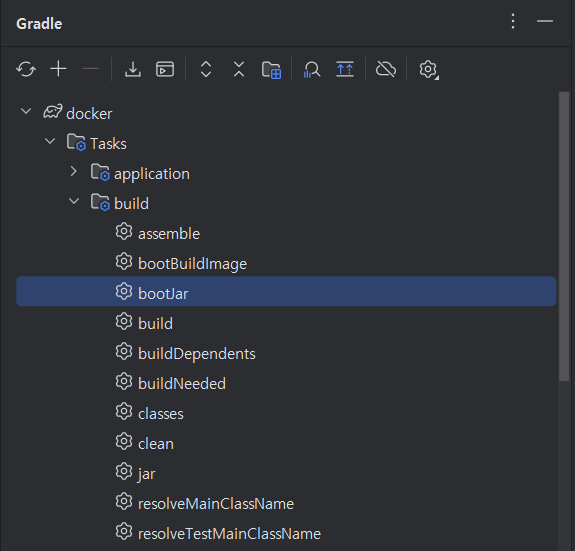 Gradle
docker
Tasks
application
build
assemble
bootBuildImage
bootJar
build
buildDependents
buildNeeded
classes
clean
jar
resolveMainClassName
resolveTestMainClassName